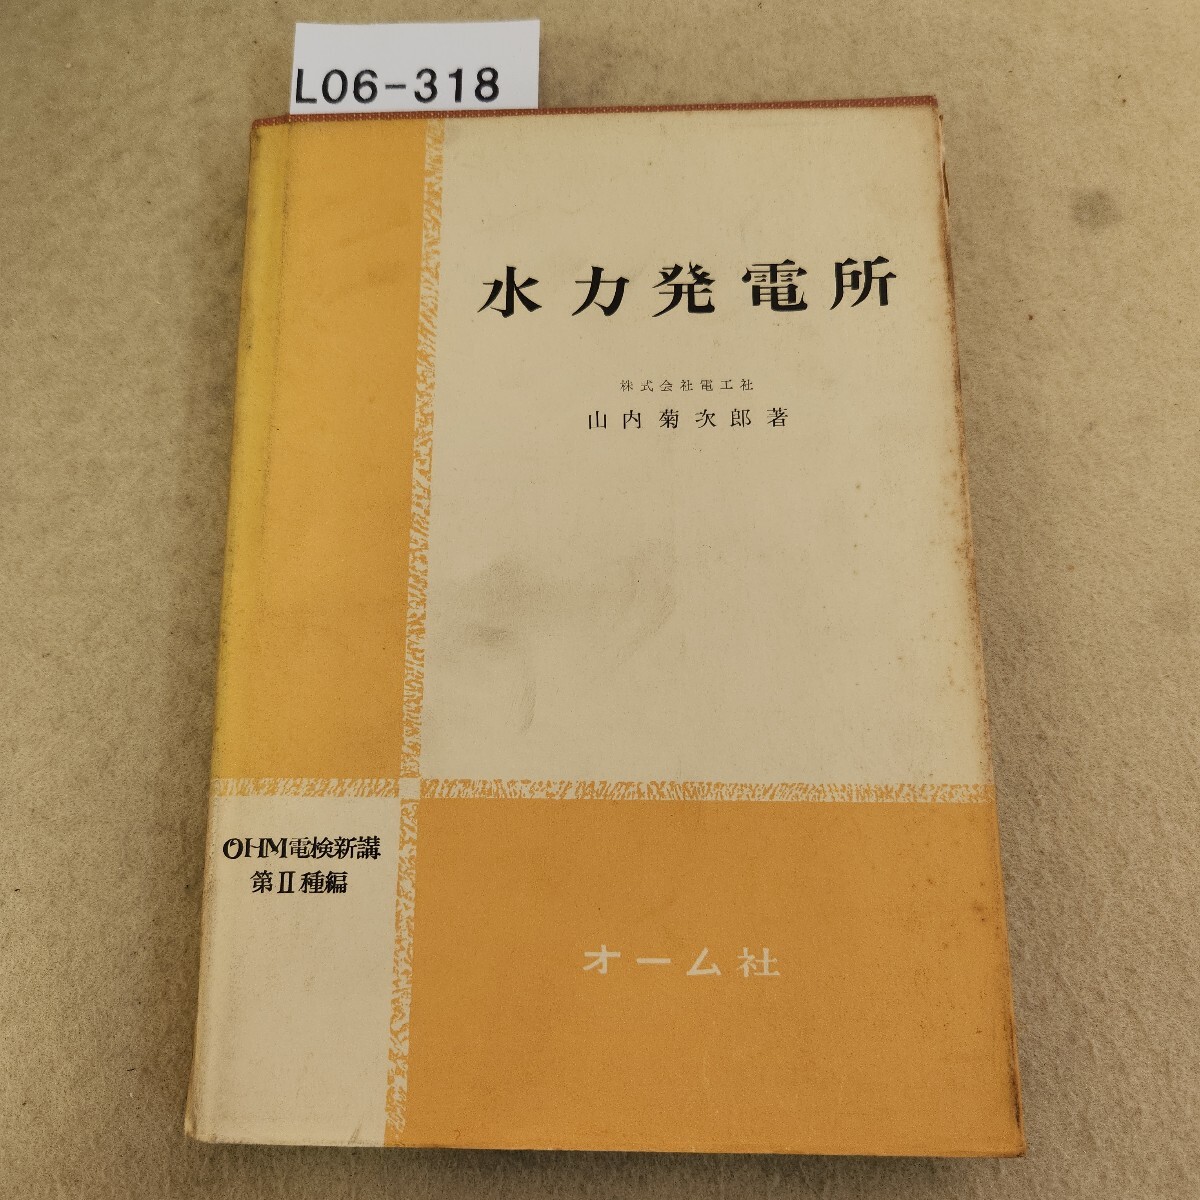 L06-318
水力発電所
株式会社電工社
山内菊次郎著
OHM電検新講
第II種編
オーム社